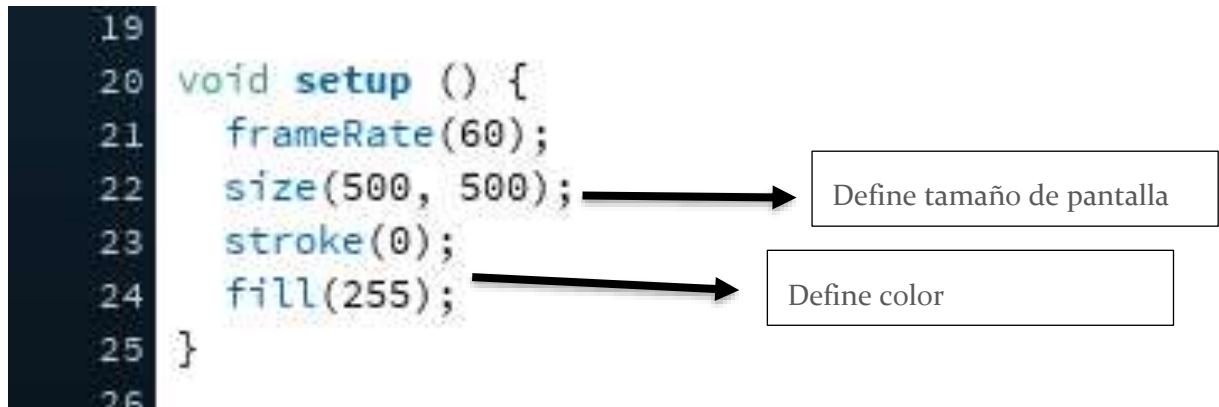 19
20 void setup () {
21 frameRate(60);
22 size(500, 500);
Define tamaño de pantalla
23 stroke(0);
24 fill(255);
Define color
25 }
26